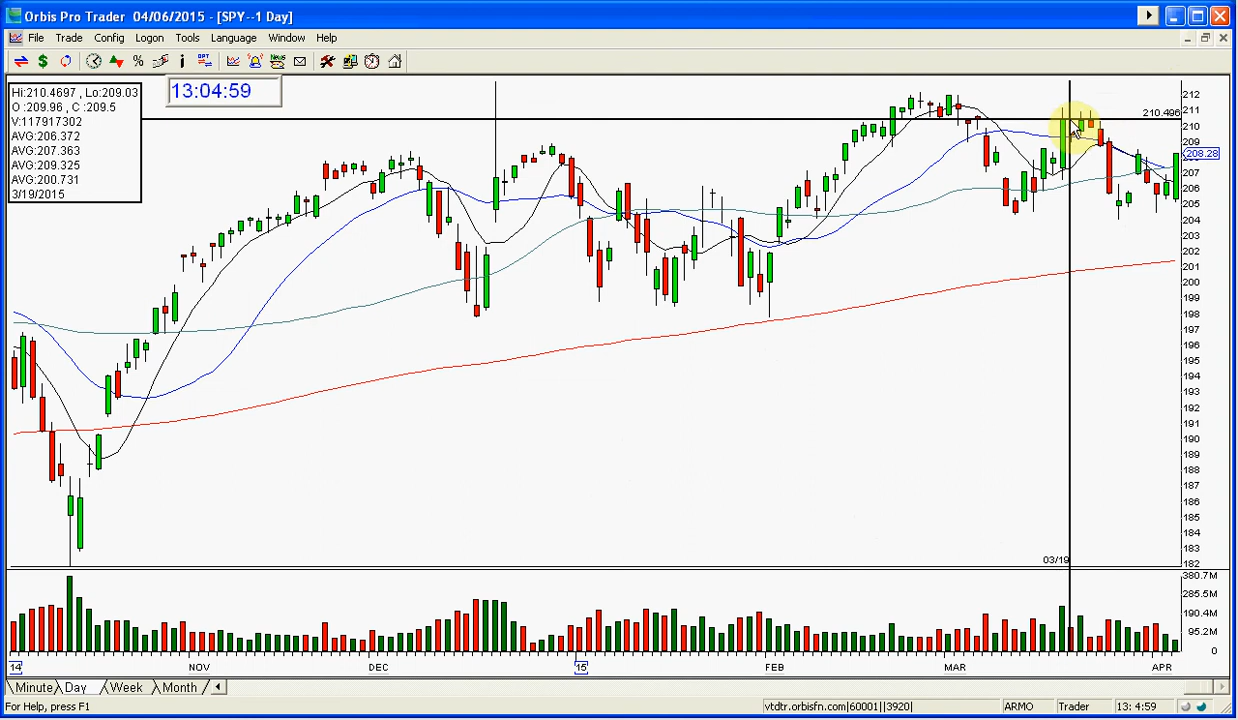 Orbis Pro Trader 04/06/2015 - [SPY--1 Day]
File Trade Config Logon Tools Language Window Help
13:04:59
Hi:210.4697 , Lo:209.03
O :209.96 , C :209.5
V:117917302
AVG:206.372
AVG:207.363
AVG:209.325
AVG:200.731
3/19/2015
212
211
210.496
210
209
208.28
207
206
205
204
203
202
201
200
199
198
197
196
195
194
193
192
191
190
189
188
187
186
185
184
183
182
03/19
380.7M
285.5M
190.4M
95.2M
0
14 NOV DEC 15 FEB MAR APR
Minute Day Week Month
For Help, press F1 vtdtr.orbisfn.com|60001||3920| ARMO Trader 13: 4:59